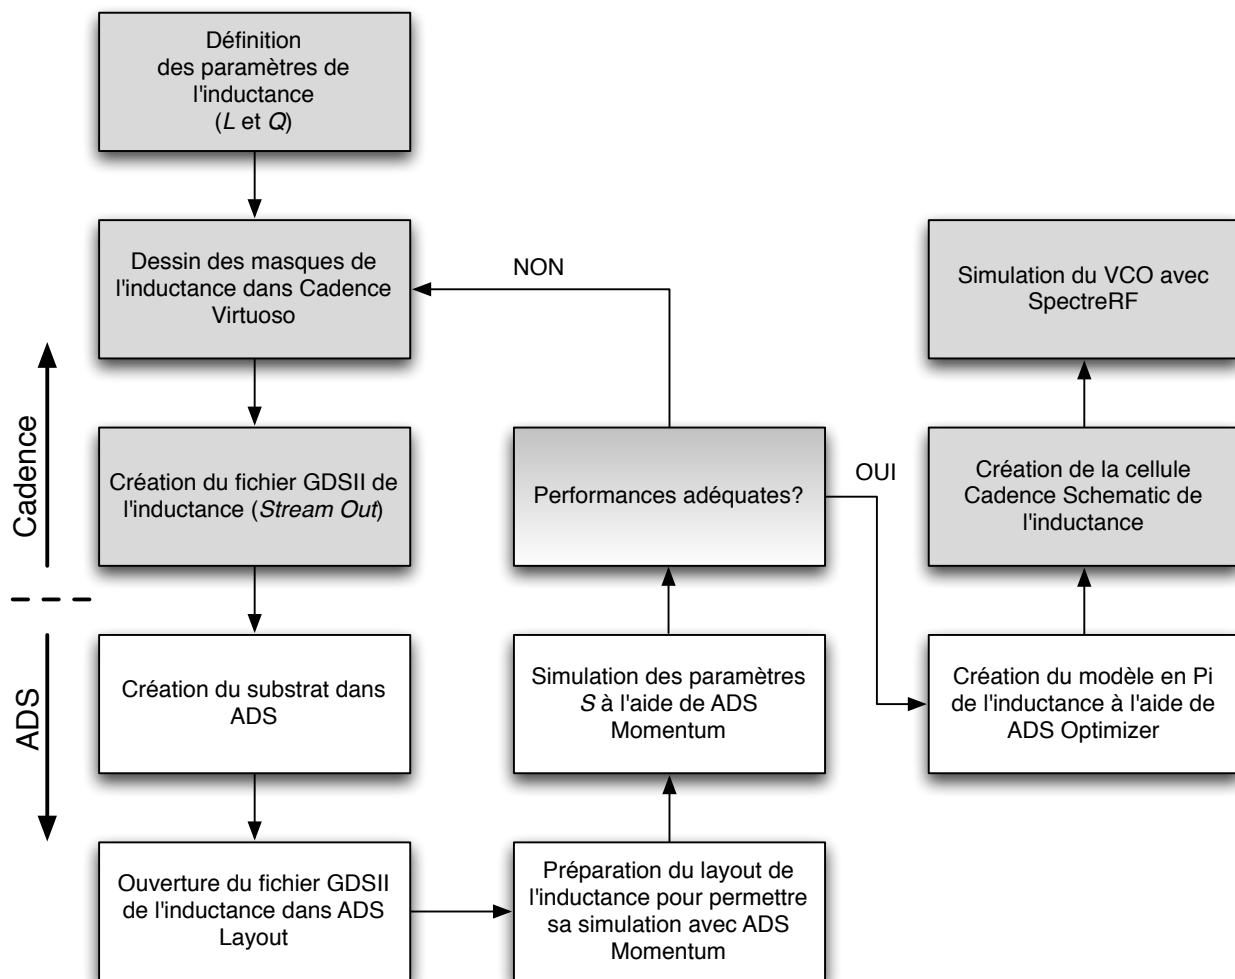 Définition
des paramètres de
l'inductance
(L et Q)
Dessin des masques de
l'inductance dans Cadence
Virtuoso
NON
Simulation du VCO avec
SpectreRF
Cadence
Création du fichier GDSII de
l'inductance (Stream Out)
Performances adéquates?
OUI
Création de la cellule
Cadence Schematic de
l'inductance
ADS
Création du substrat dans
ADS
Simulation des paramètres
S à l'aide de ADS
Momentum
Création du modèle en Pi
de l'inductance à l'aide de
ADS Optimizer
Ouverture du fichier GDSII
de l'inductance dans ADS
Layout
Préparation du layout de
l'inductance pour permettre
sa simulation avec ADS
Momentum